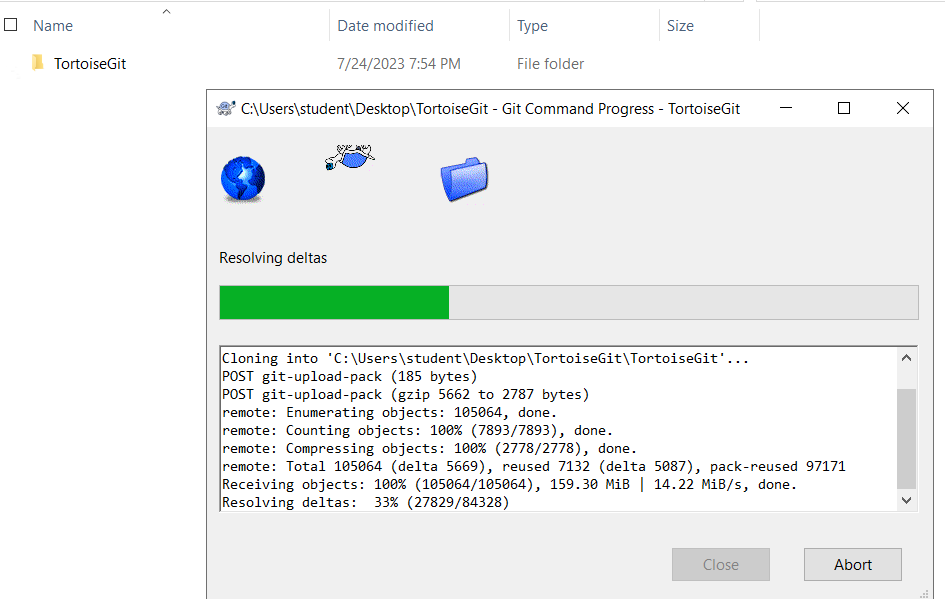 Name Date modified Type Size
TortoiseGit 7/24/2023 7:54 PM File folder
C:\Users\student\Desktop\TortoiseGit - Git Command Progress - TortoiseGit
Resolving deltas
Cloning into 'C:\Users\student\Desktop\TortoiseGit\TortoiseGit'...
POST git-upload-pack (185 bytes)
POST git-upload-pack (gzip 5662 to 2787 bytes)
remote: Enumerating objects: 105064, done.
remote: Counting objects: 100% (7893/7893), done.
remote: Compressing objects: 100% (2778/2778), done.
remote: Total 105064 (delta 5669), reused 7132 (delta 5087), pack-reused 97171
Receiving objects: 100% (105064/105064), 159.30 MiB | 14.22 MiB/s, done.
Resolving deltas:  33% (27829/84328)
Close Abort